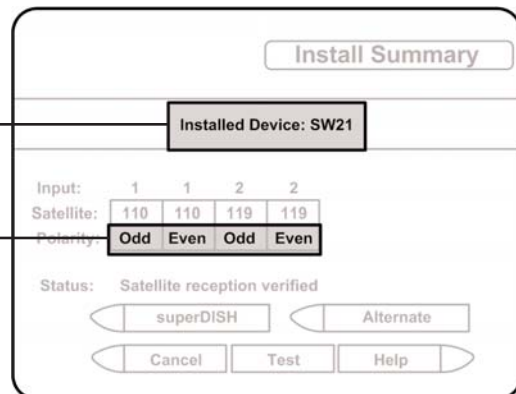 Install Summary
Installed Device: SW21
Input: 1 1 2 2
Satellite: 110 110 119 119
Polarity: Odd Even Odd Even
Status: Satellite reception verified
superDISH Alternate
Cancel Test Help